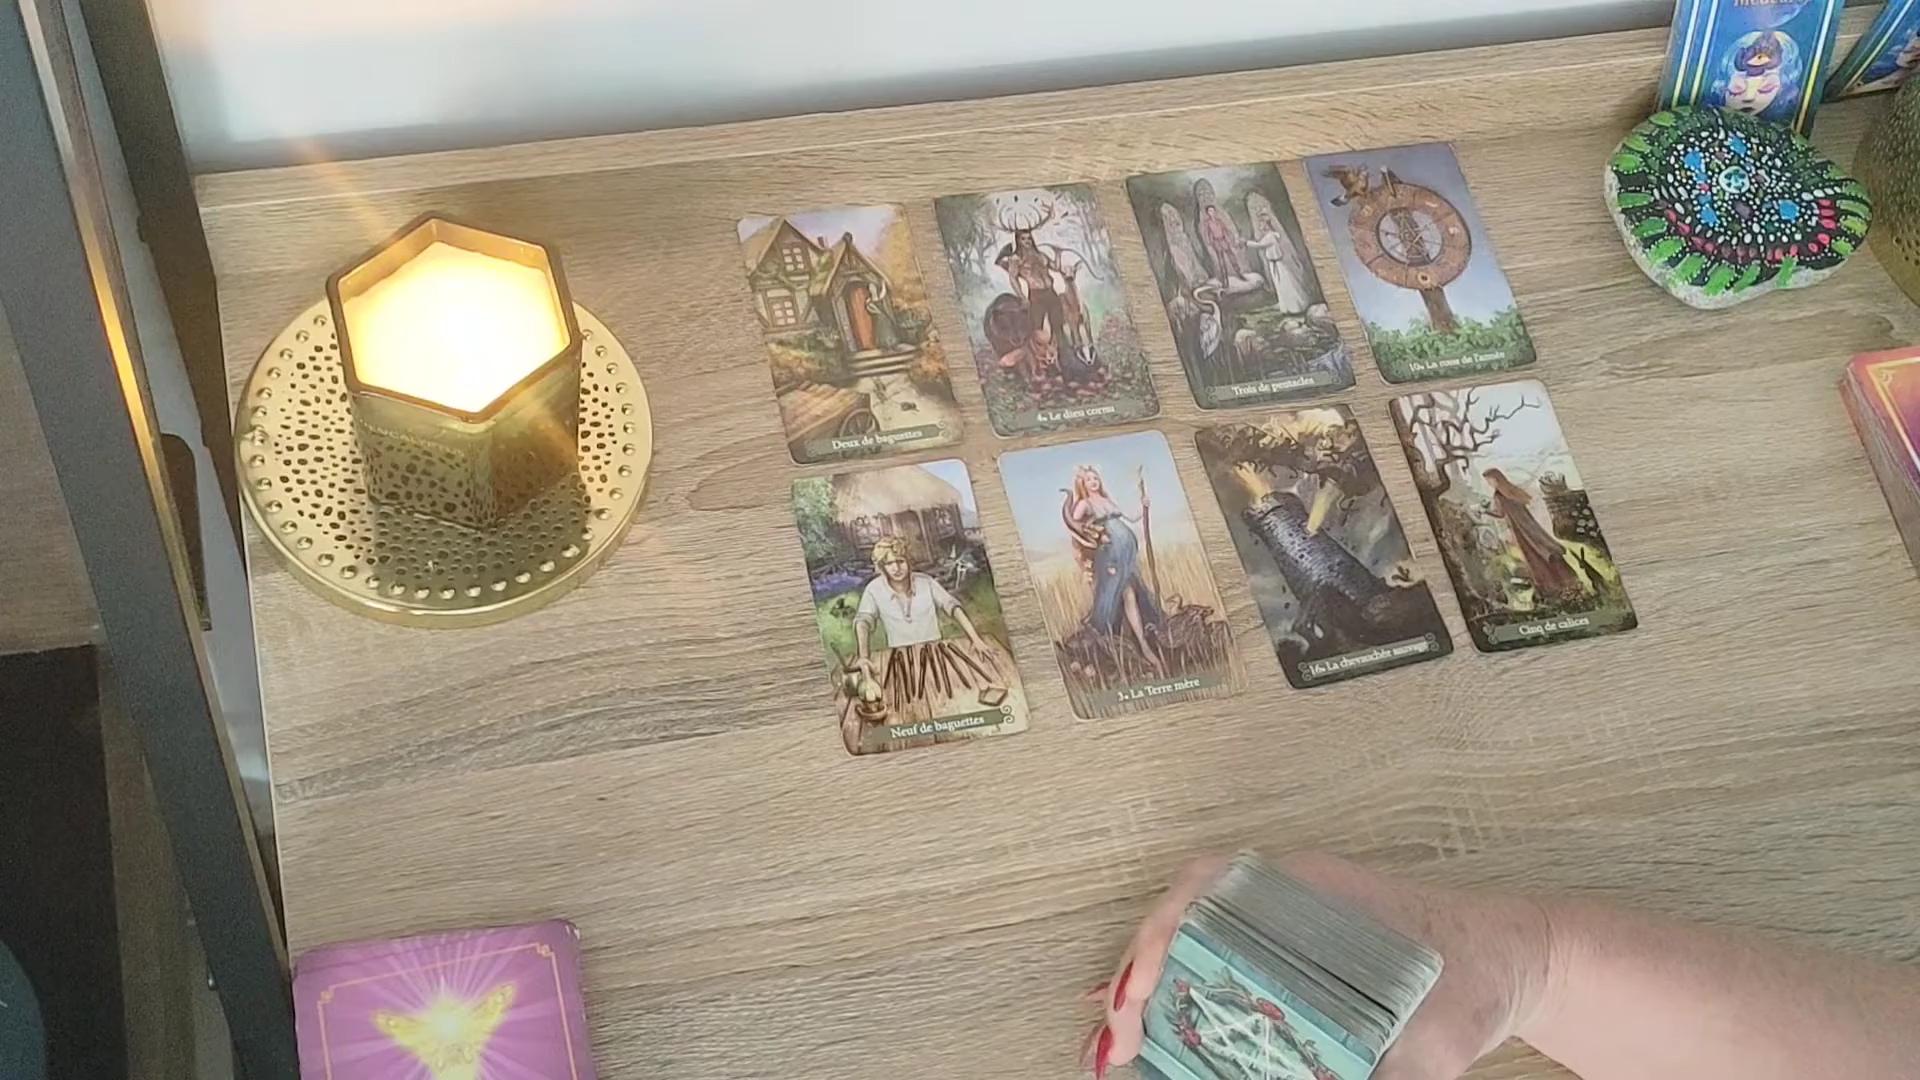 Deux de baguettes
4. Le dieu cornu
Trois de pentacles
10. La roue de l'année
Neuf de baguettes
3. La Terre mère
16. La chevauchée sauvage
Cinq de calices